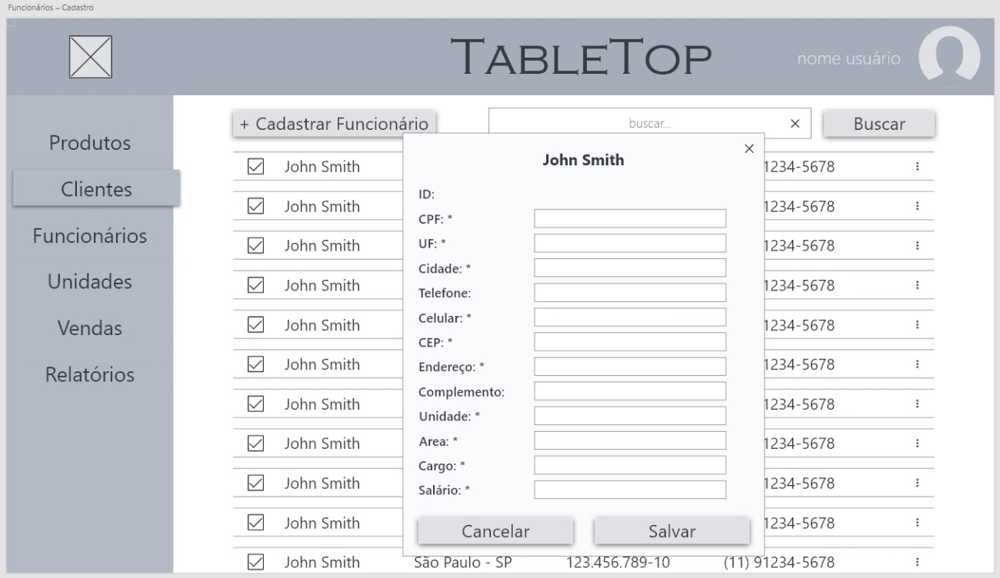 Funcionários – Cadastro
TABLETOP
nome usuário
Produtos
Clientes
Funcionários
Unidades
Vendas
Relatórios
+ Cadastrar Funcionário
buscar...
Buscar
John Smith 1234-5678
John Smith 1234-5678
John Smith 1234-5678
John Smith 1234-5678
John Smith 1234-5678
John Smith 1234-5678
John Smith 1234-5678
John Smith 1234-5678
John Smith 1234-5678
John Smith 1234-5678
John Smith São Paulo - SP 123.456.789-10 (11) 91234-5678
John Smith
ID:
CPF: *
UF: *
Cidade: *
Telefone:
Celular: *
CEP: *
Endereço: *
Complemento:
Unidade: *
Area: *
Cargo: *
Salário: *
Cancelar
Salvar